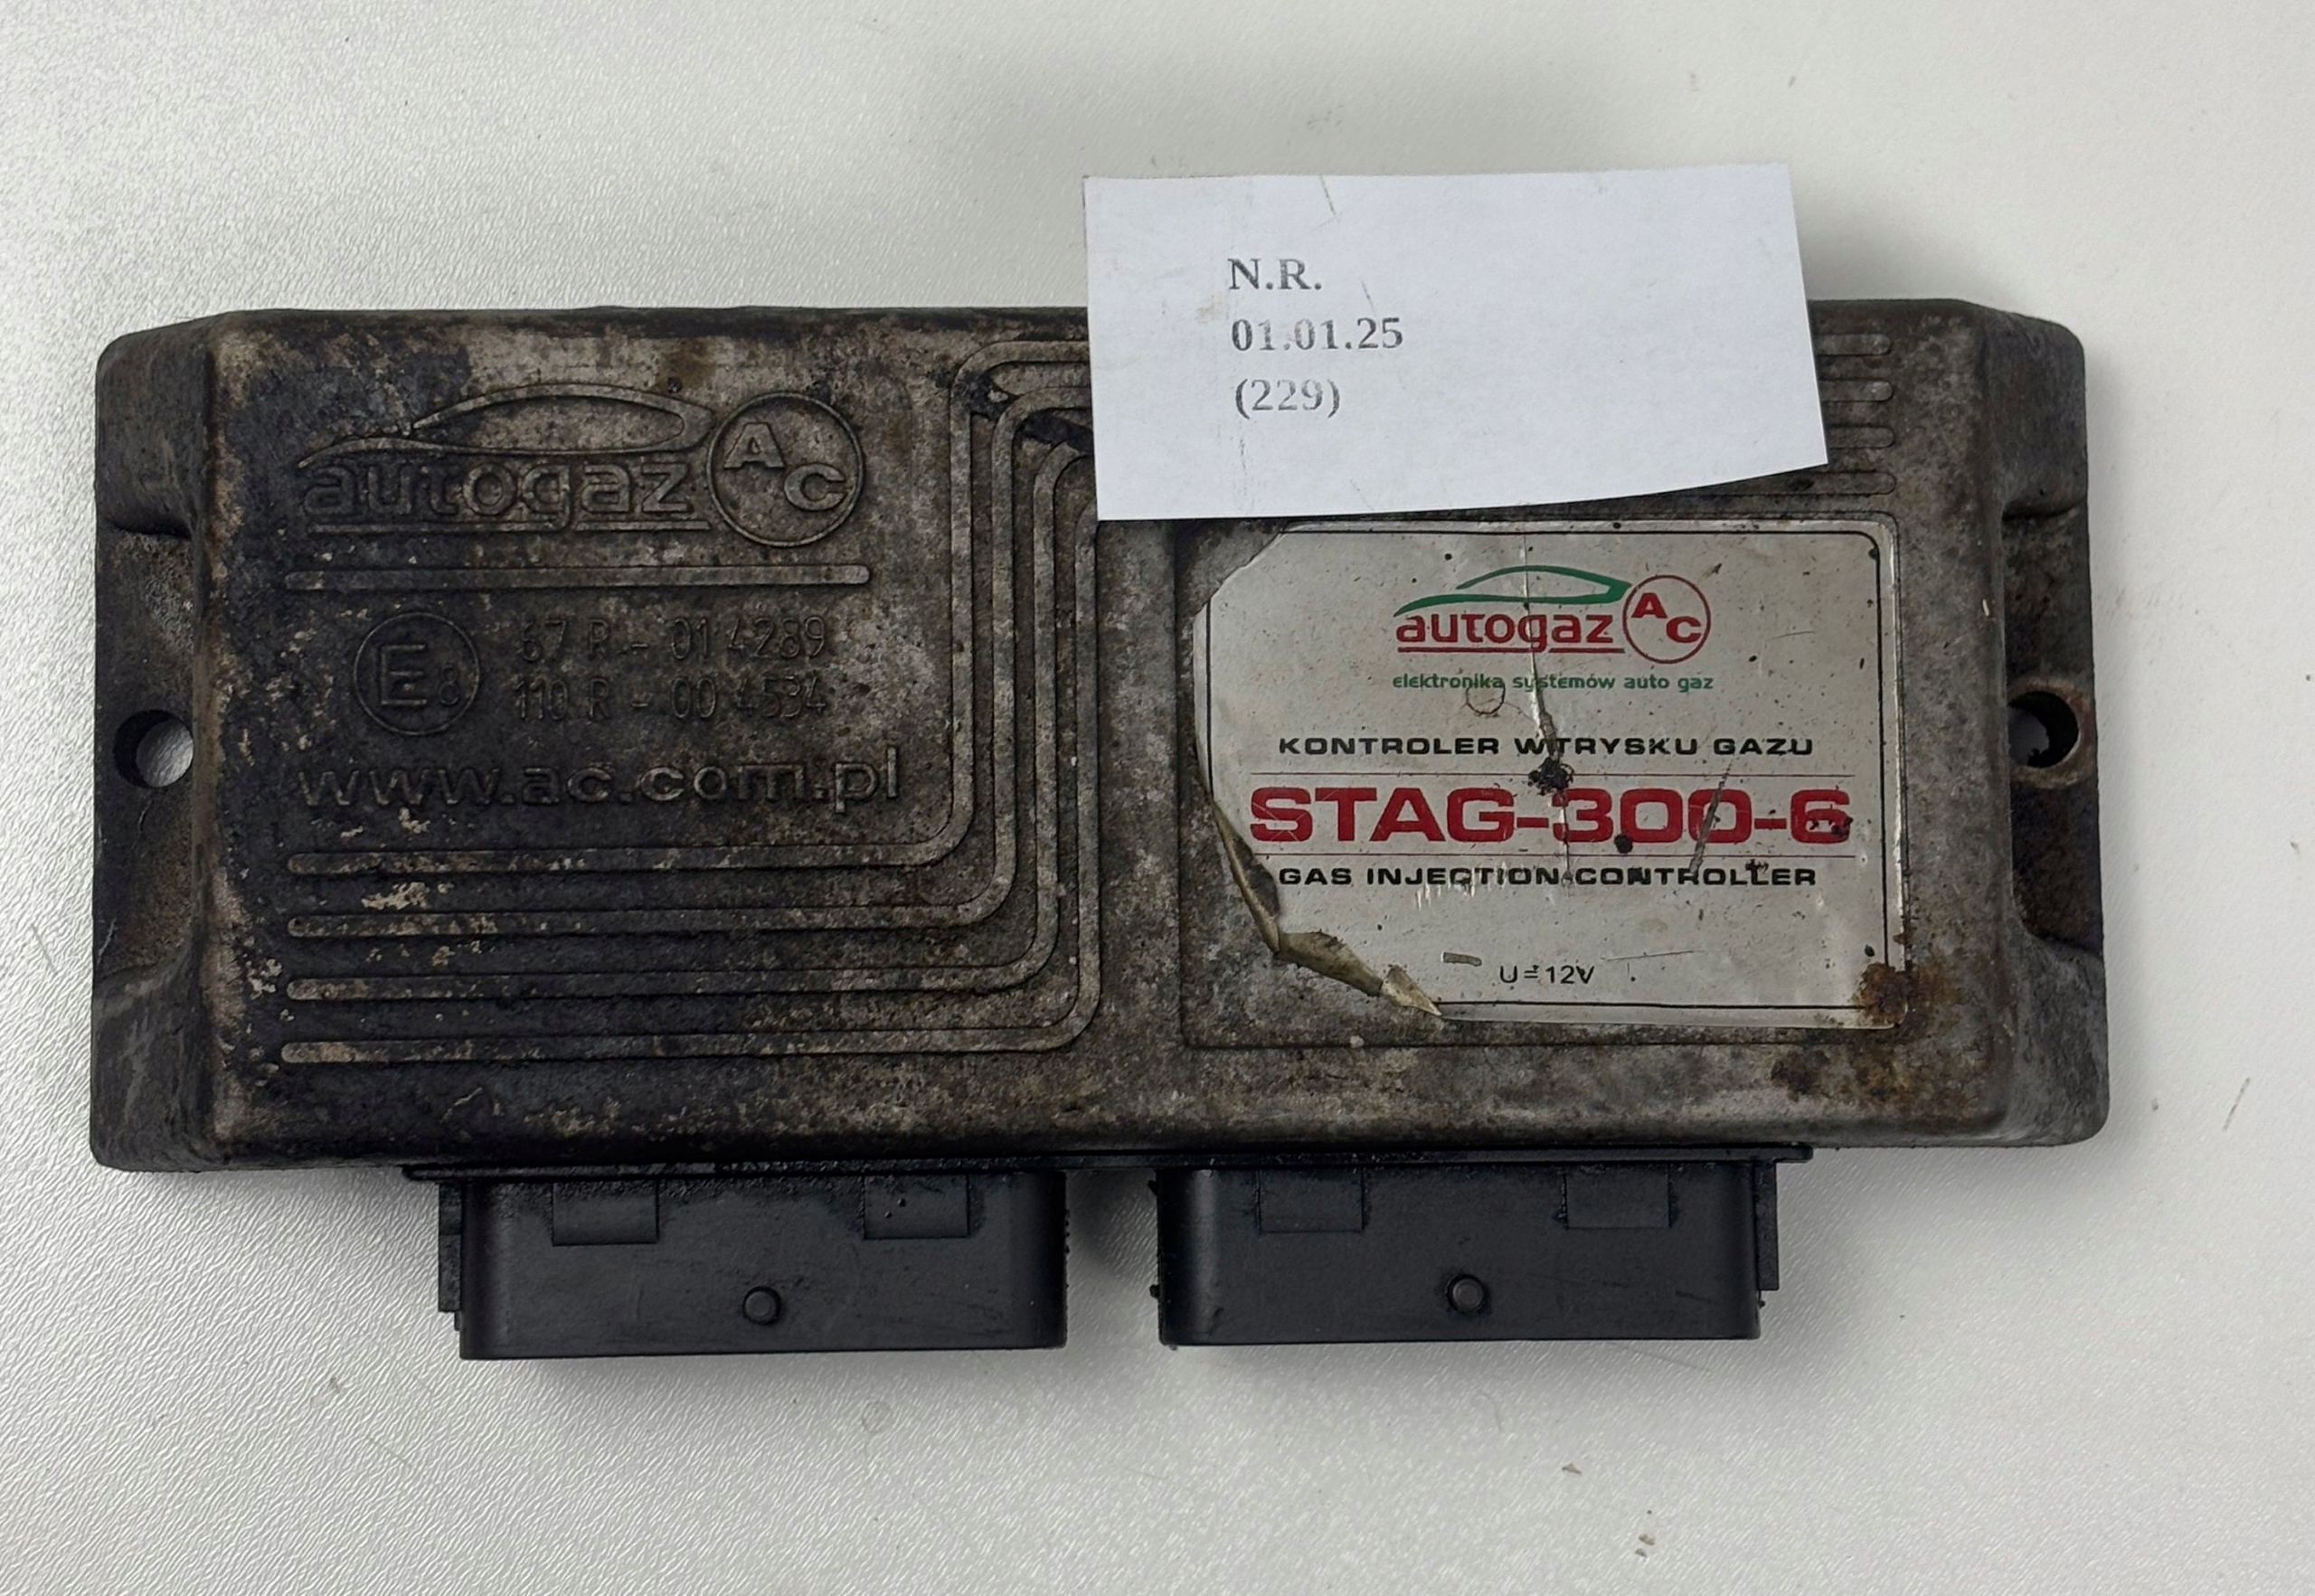 N.R.
01.01.25
(229)
autogaz AC
E8
67 R - 01 4289
110 R - 00 4534
www.ac.com.pl
autogaz AC
elektronika systemów auto gaz
KONTROLER WTRYSKU GAZU
STAG-300-6
GAS INJECTION CONTROLLER
U=12V